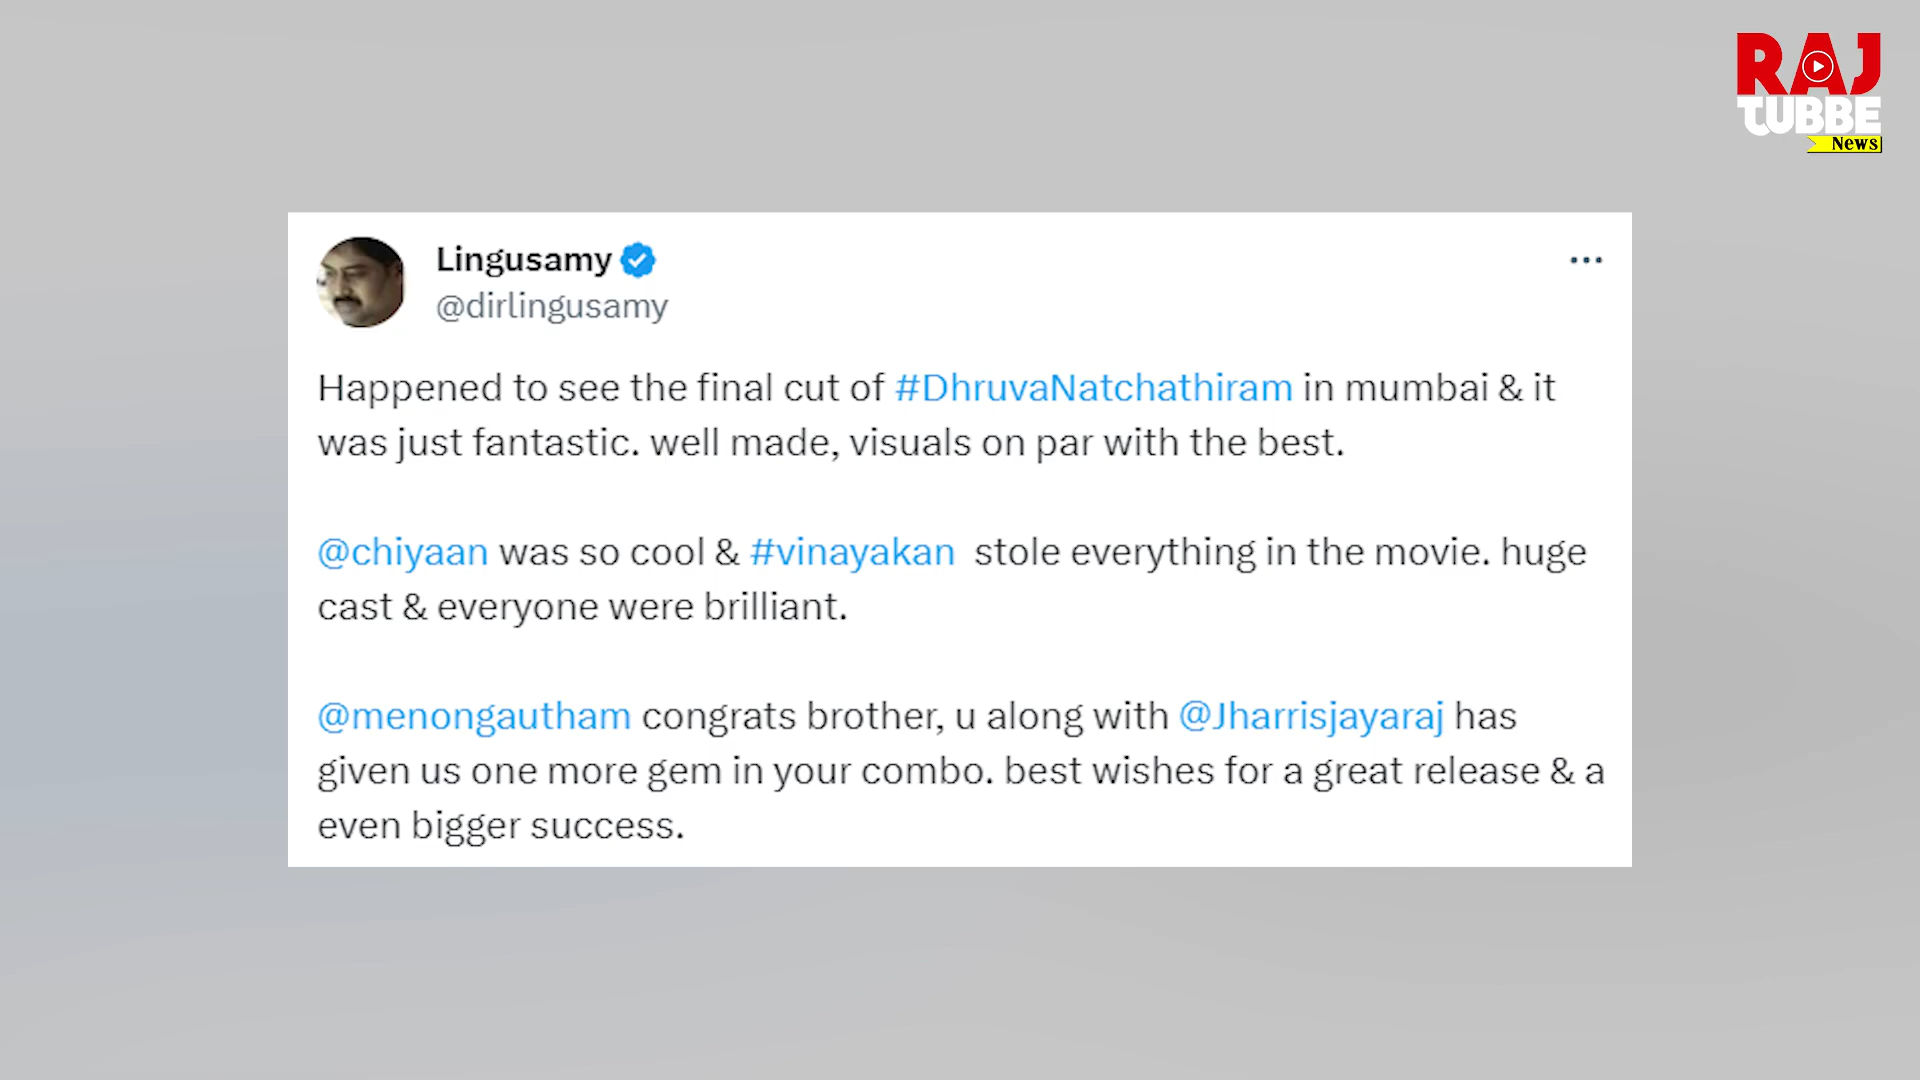 RAJ
TUBBE
News
Lingusamy
@dirlingusamy
Happened to see the final cut of #DhruvaNatchathiram in mumbai & it
was just fantastic. well made, visuals on par with the best.
@chiyaan was so cool & #vinayakan stole everything in the movie. huge
cast & everyone were brilliant.
@menongautham congrats brother, u along with @Jharrisjayaraj has
given us one more gem in your combo. best wishes for a great release & a
even bigger success.